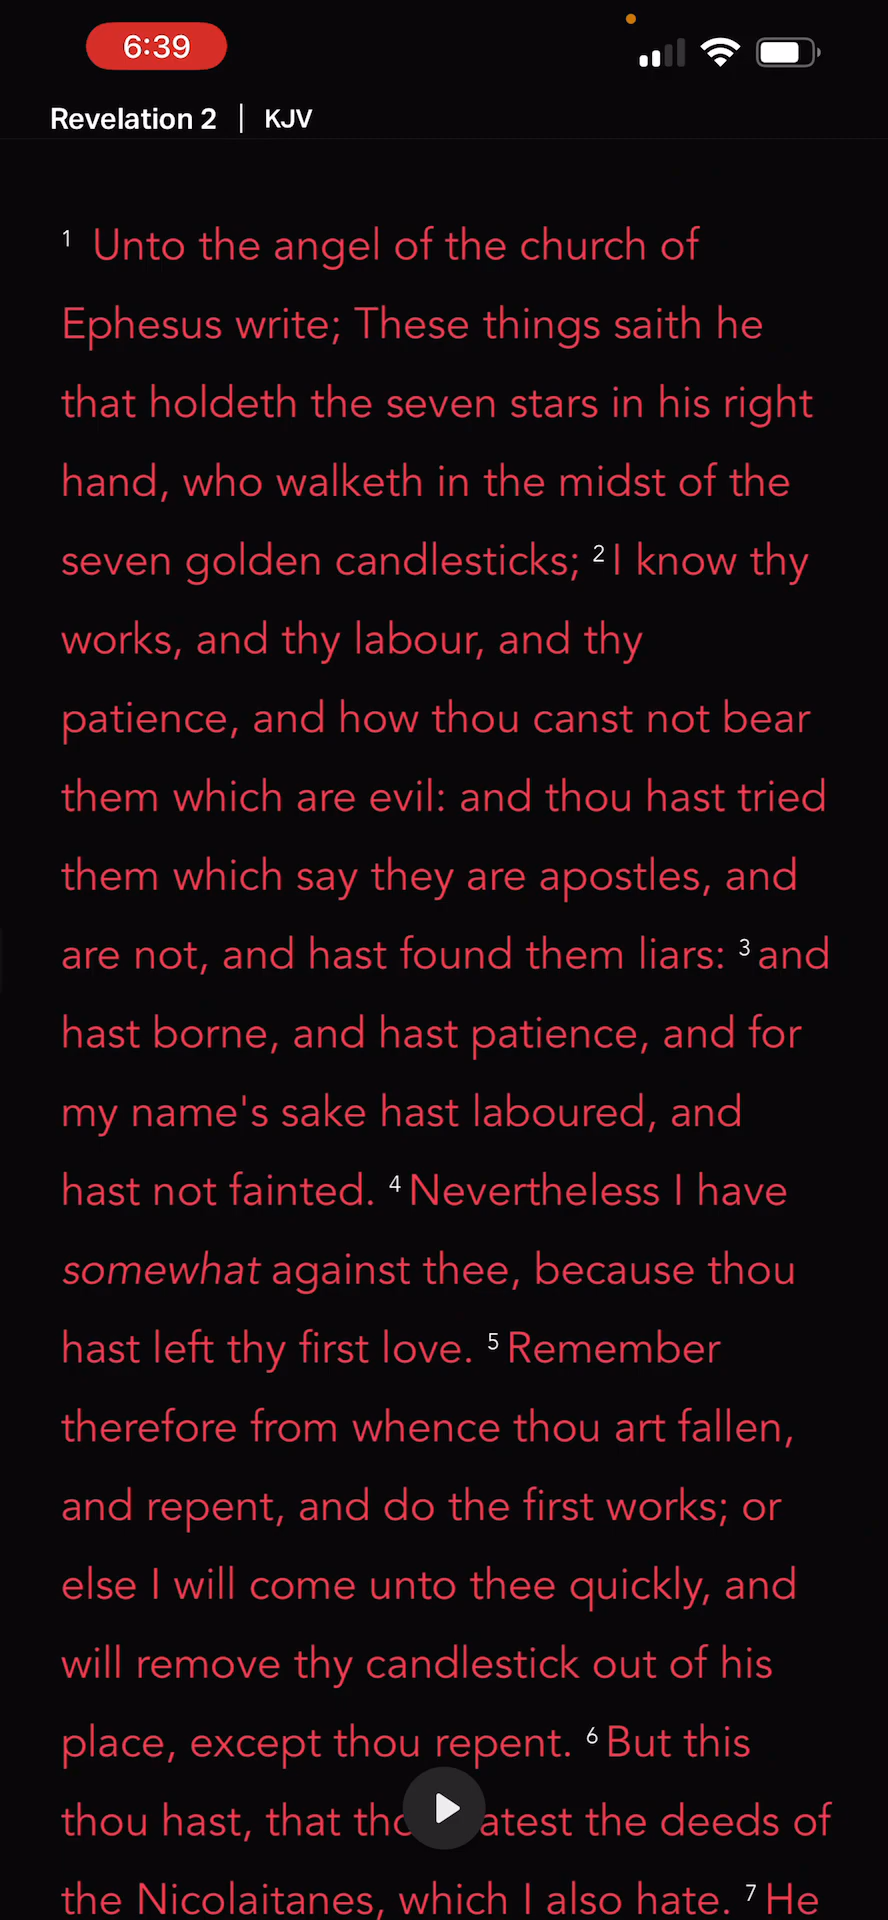 6:39
Revelation 2 | KJV
1 Unto the angel of the church of
Ephesus write; These things saith he
that holdeth the seven stars in his right
hand, who walketh in the midst of the
seven golden candlesticks; 2 I know thy
works, and thy labour, and thy
patience, and how thou canst not bear
them which are evil: and thou hast tried
them which say they are apostles, and
are not, and hast found them liars: 3 and
hast borne, and hast patience, and for
my name's sake hast laboured, and
hast not fainted. 4 Nevertheless I have
somewhat against thee, because thou
hast left thy first love. 5 Remember
therefore from whence thou art fallen,
and repent, and do the first works; or
else I will come unto thee quickly, and
will remove thy candlestick out of his
place, except thou repent. 6 But this
thou hast, that the deeds of
the Nicolaitanes, which I also hate. 7 He